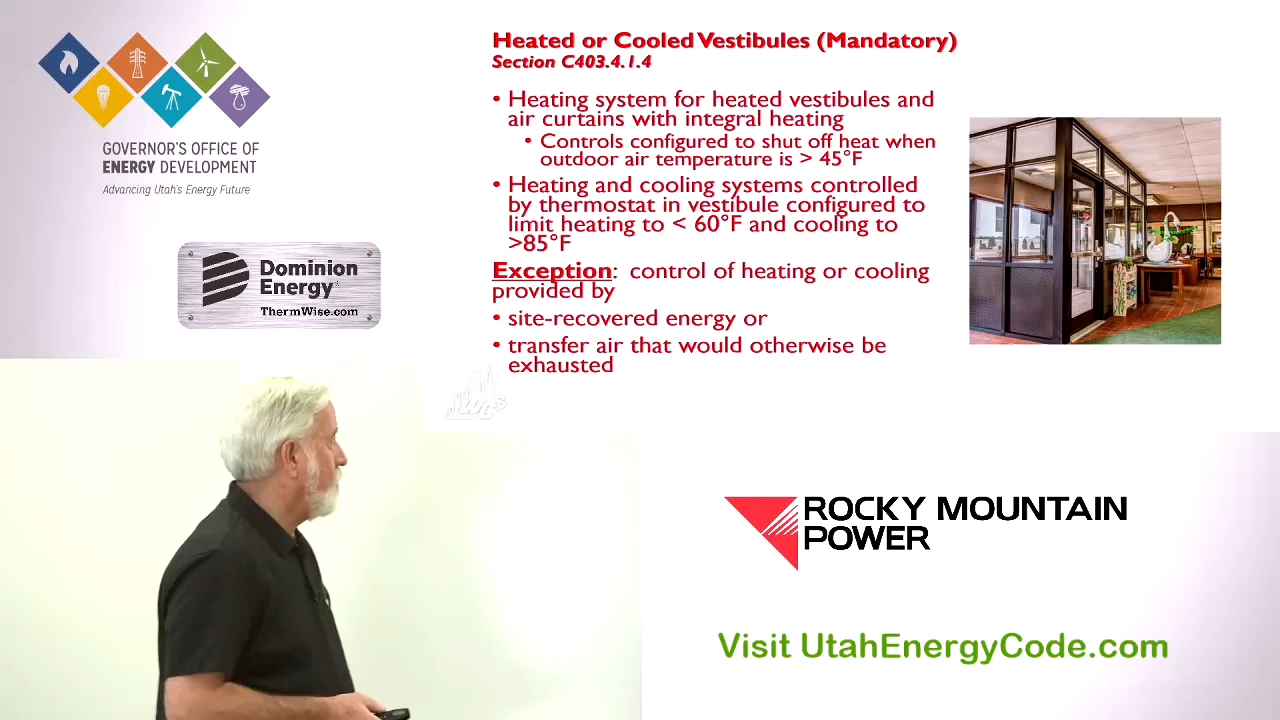 Heated or Cooled Vestibules (Mandatory)
Section C403.4.1.4
• Heating system for heated vestibules and
air curtains with integral heating
• Controls configured to shut off heat when
outdoor air temperature is > 45°F
• Heating and cooling systems controlled
by thermostat in vestibule configured to
limit heating to < 60°F and cooling to
>85°F
Exception: control of heating or cooling
provided by
• site-recovered energy or
• transfer air that would otherwise be
exhausted
GOVERNOR'S OFFICE OF
ENERGY DEVELOPMENT
Advancing Utah's Energy Future
Dominion
Energy®
ThermWise.com
ROCKY MOUNTAIN
POWER
Visit UtahEnergyCode.com